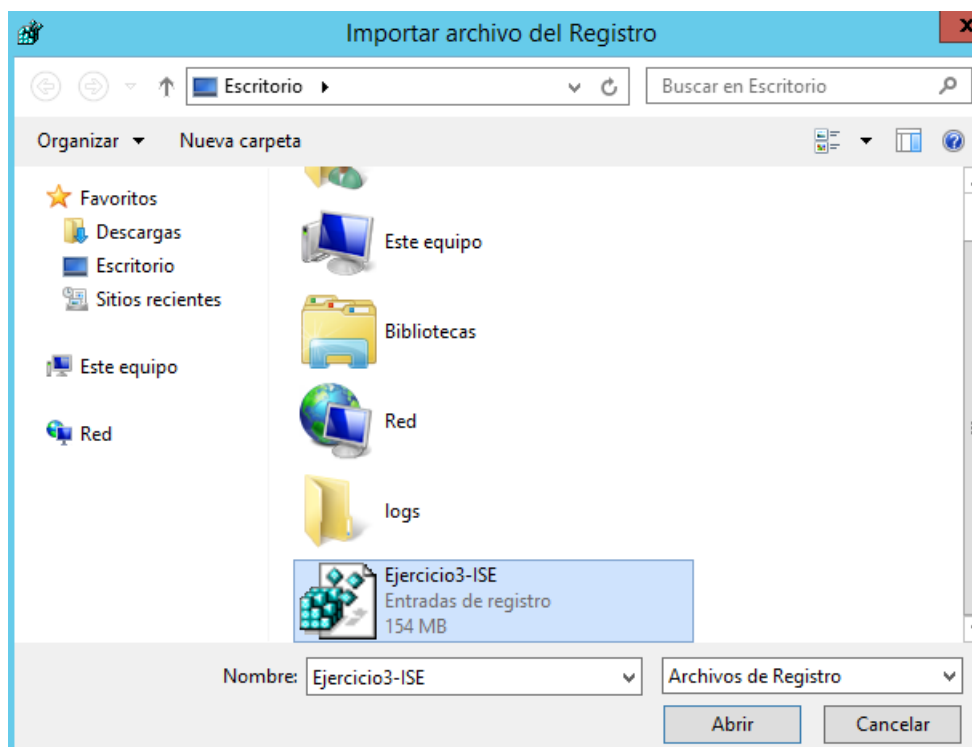 Importar archivo del Registro
x
Escritorio
Buscar en Escritorio
Organizar
Nueva carpeta
Favoritos
Descargas
Escritorio
Sitios recientes
Este equipo
Red
Este equipo
Bibliotecas
Red
logs
Ejercicio3-ISE
Entradas de registro
154 MB
Nombre:
Ejercicio3-ISE
Archivos de Registro
Abrir
Cancelar